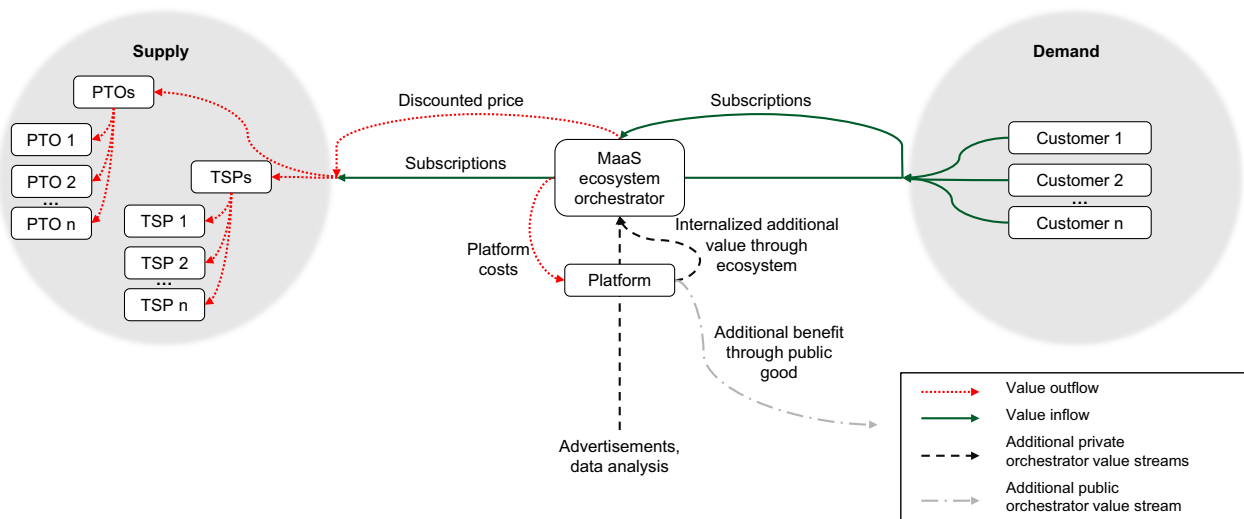 Supply
PTOs
PTO 1
PTO 2
...
PTO n
TSPs
TSP 1
TSP 2
...
TSP n
Discounted price
Subscriptions
Subscriptions
MaaS
ecosystem
orchestrator
Platform
costs
Internalized additional
value through
ecosystem
Platform
Additional benefit
through public
good
Advertisements,
data analysis
Demand
Customer 1
Customer 2
...
Customer n
Value outflow
Value inflow
Additional private
orchestrator value streams
Additional public
orchestrator value stream